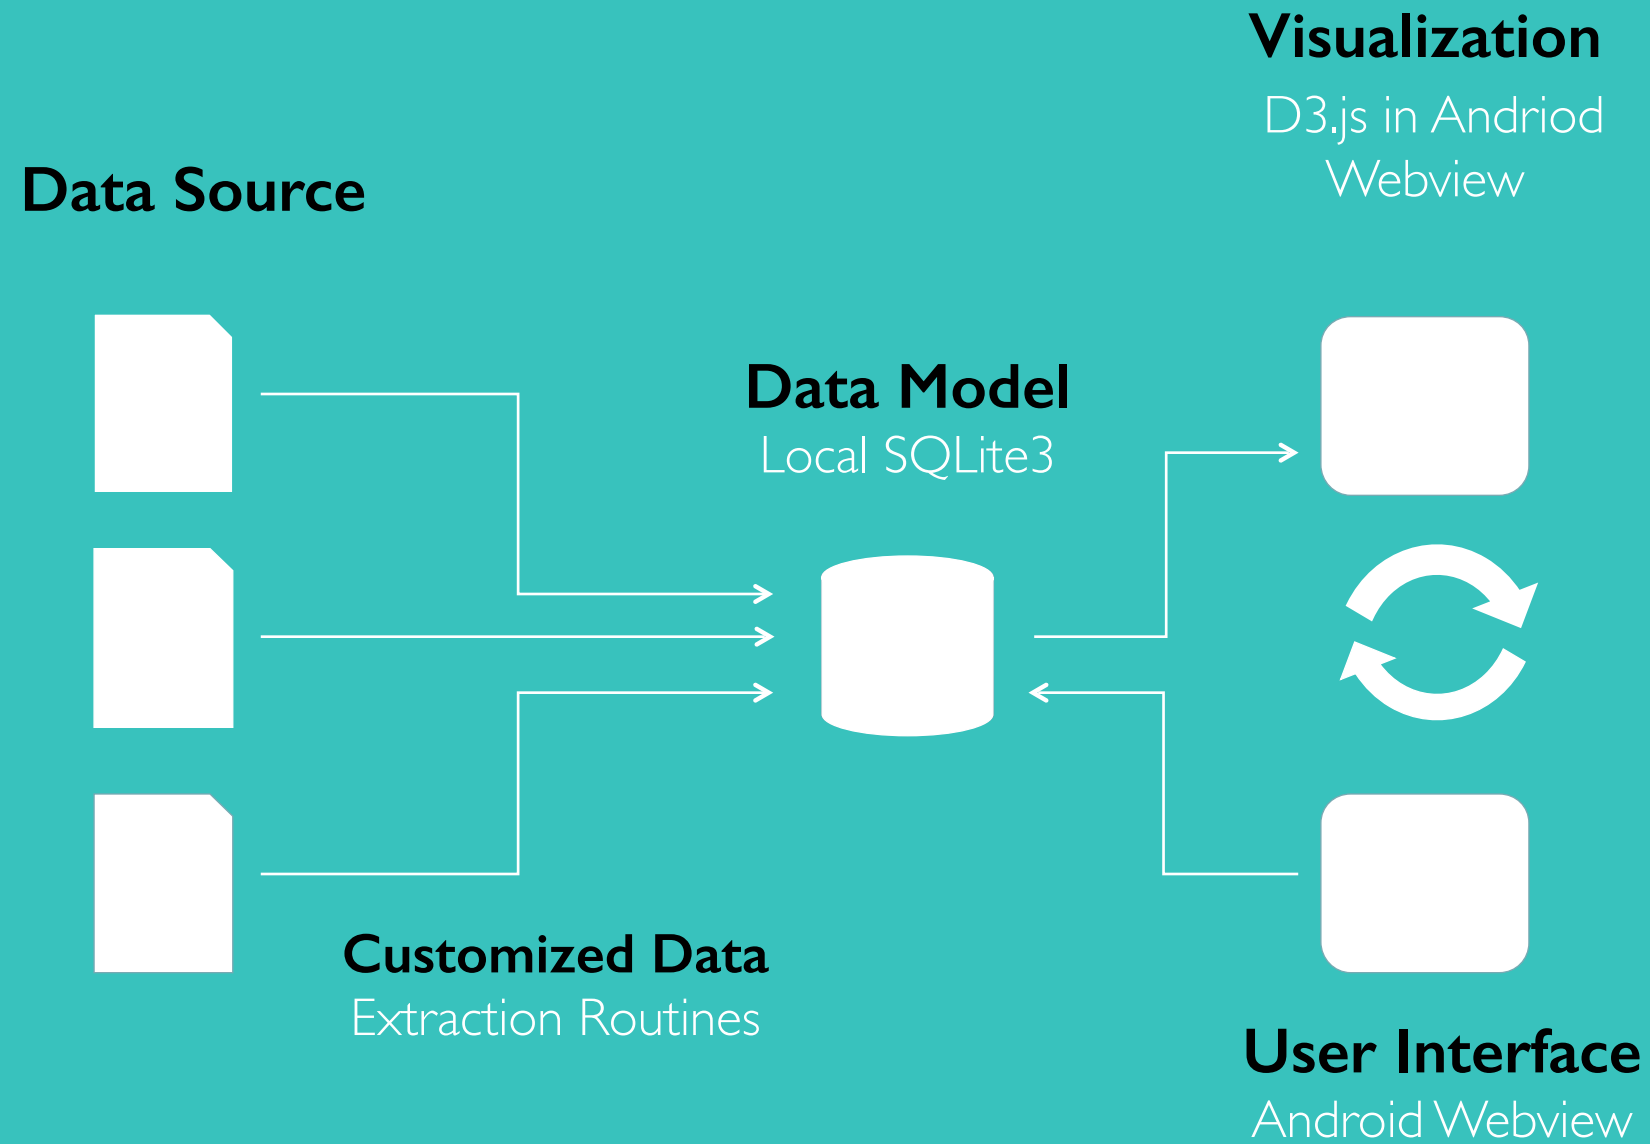 Visualization
D3.js in Andriod
Webview
Data Source
Data Model
Local SQLite3
Customized Data
Extraction Routines
User Interface
Android Webview